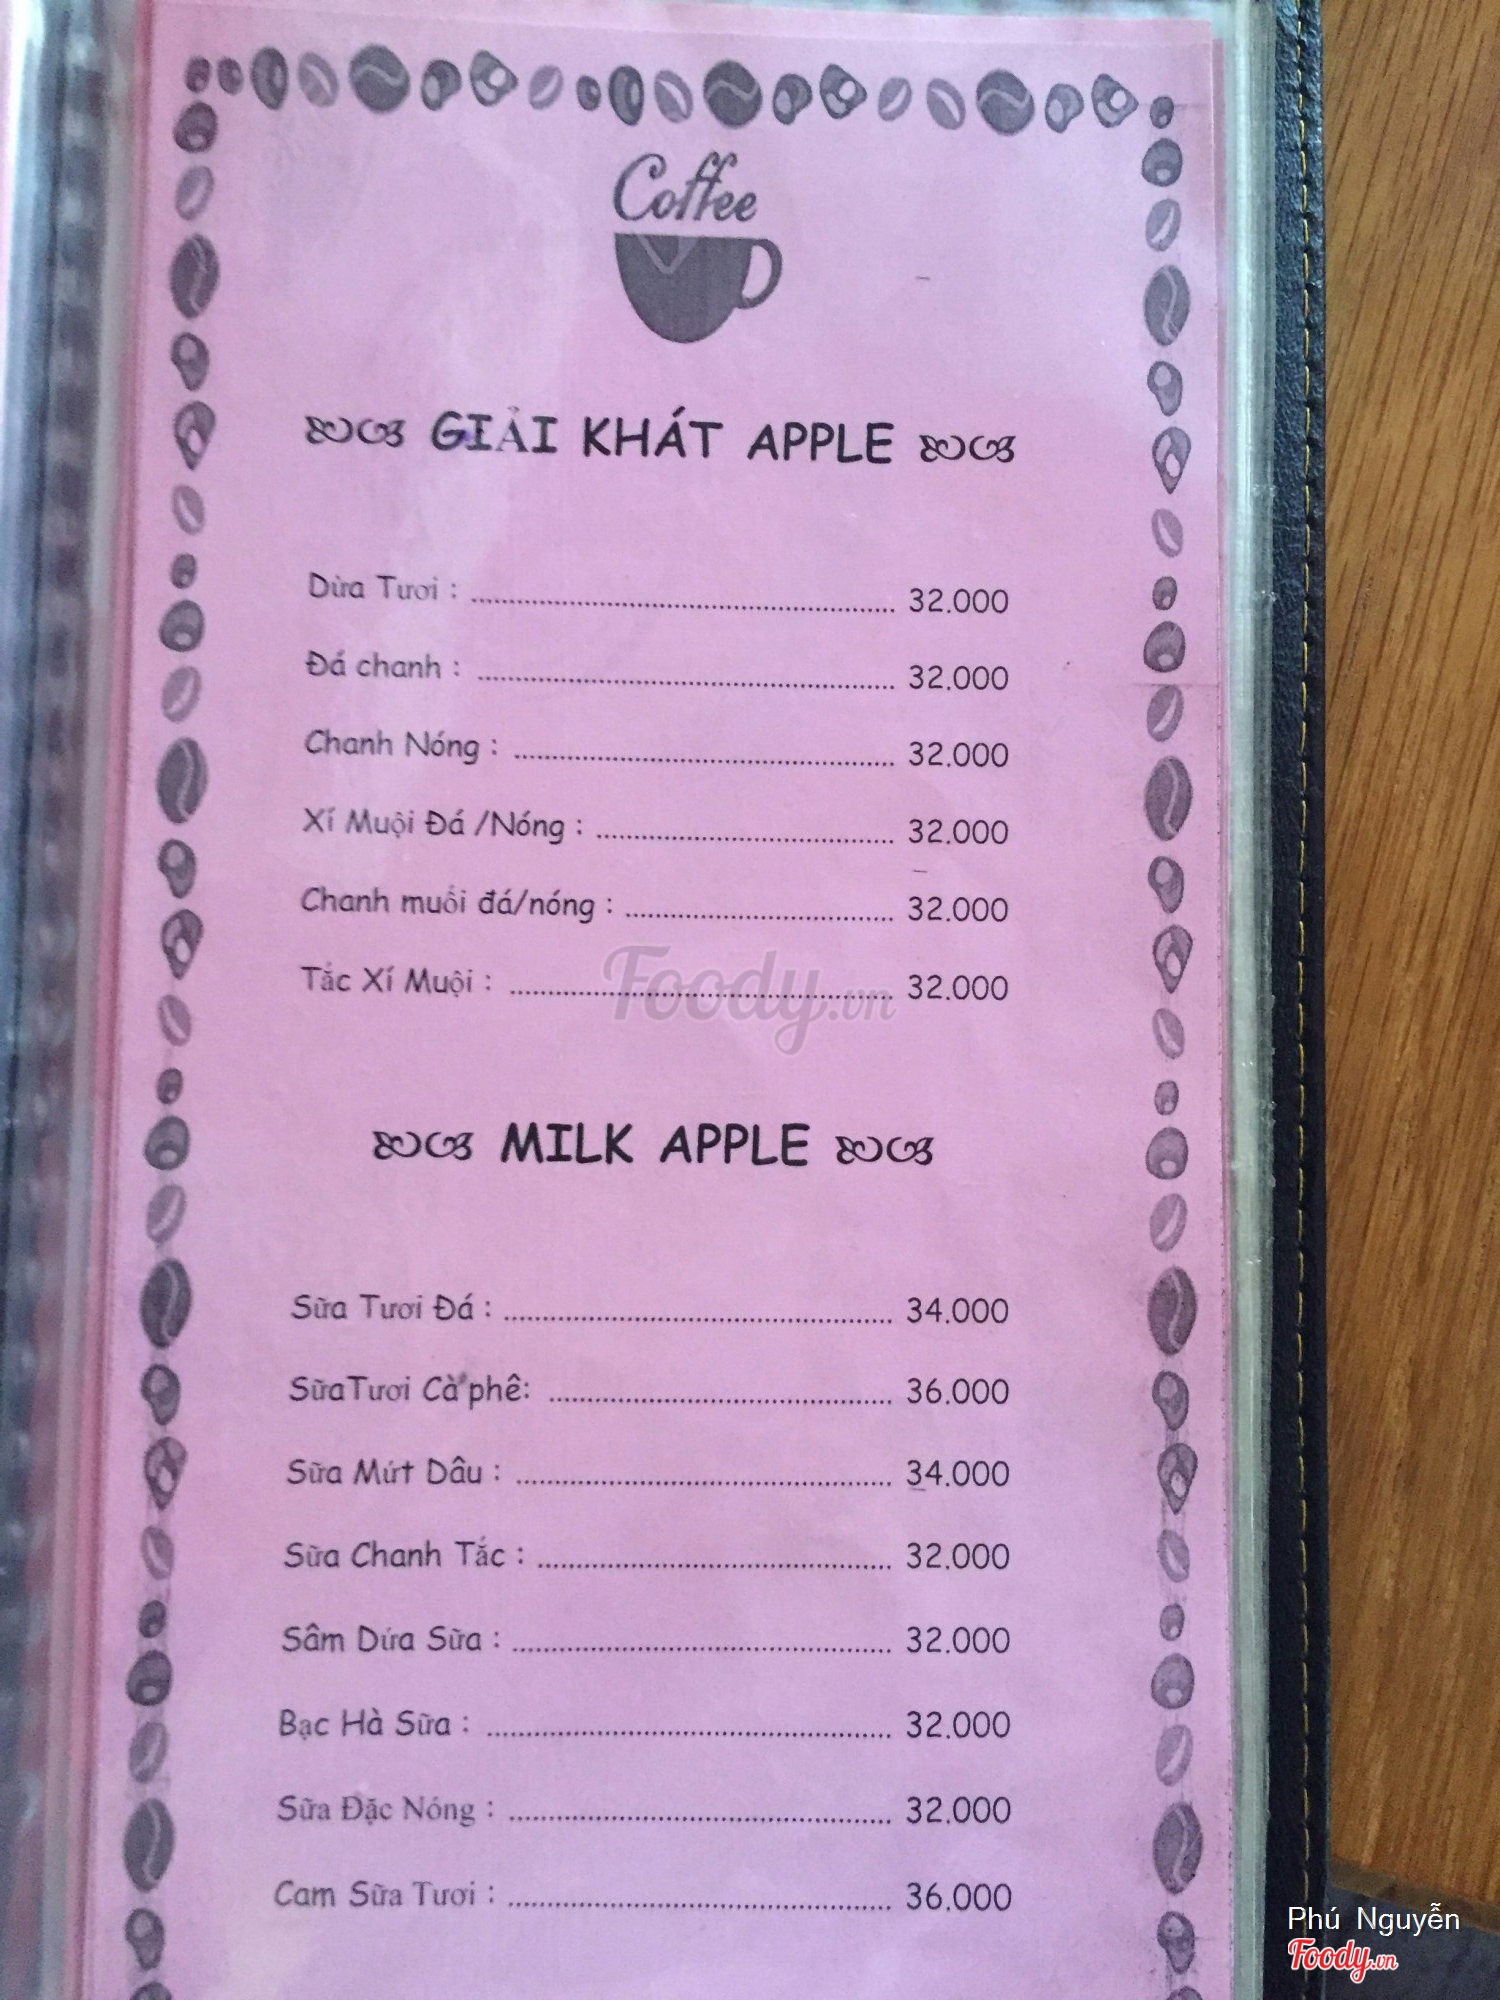 Coffee
GIẢI KHÁT APPLE
Dừa Tươi : 32.000
Đá chanh : 32.000
Chanh Nóng : 32.000
Xí Muội Đá /Nóng : 32.000
Chanh muối đá/nóng : 32.000
Tắc Xí Muội : 32.000
Foody.vn
MILK APPLE
Sữa Tươi Đá : 34.000
SữaTươi Cà phê: 36.000
Sữa Mứt Dâu : 34.000
Sữa Chanh Tắc : 32.000
Sâm Dứa Sữa : 32.000
Bạc Hà Sữa : 32.000
Sữa Đặc Nóng : 32.000
Cam Sữa Tươi : 36.000
Phú Nguyễn
Foody.vn